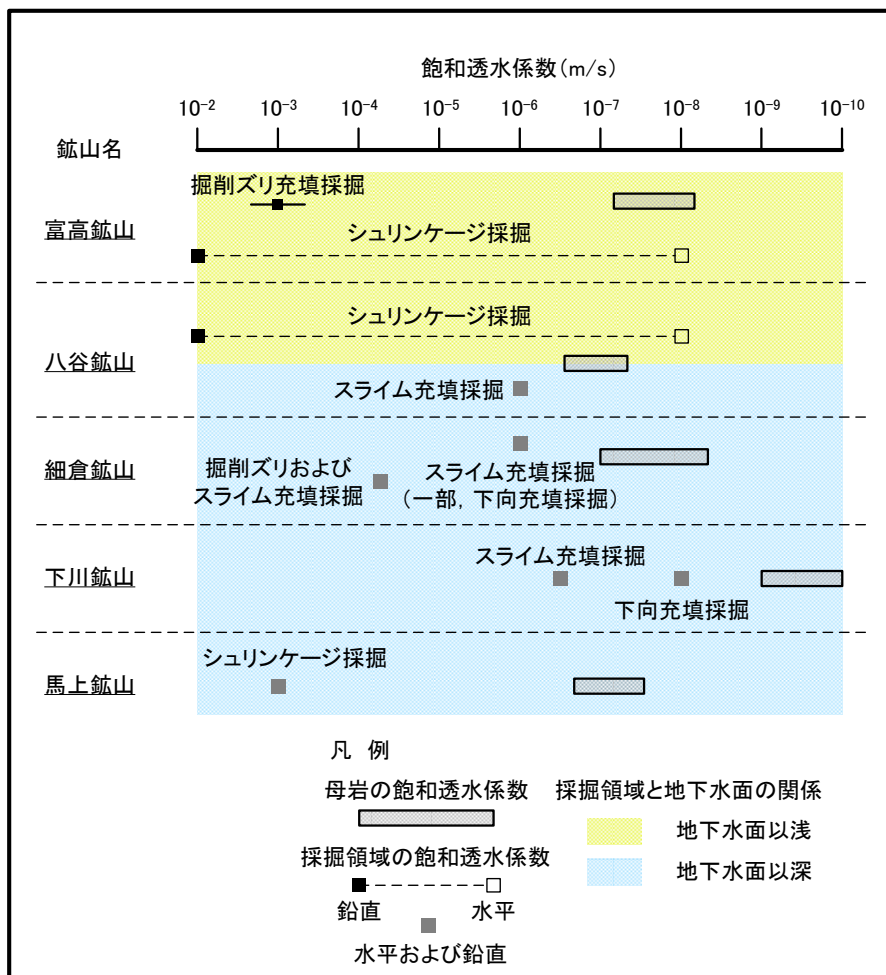 飽和透水係数(m/s)
10⁻² 10⁻³ 10⁻⁴ 10⁻⁵ 10⁻⁶ 10⁻⁷ 10⁻⁸ 10⁻⁹ 10⁻¹⁰
鉱山名
掘削ズリ充填採掘
富高鉱山
シュリンケージ採掘
シュリンケージ採掘
八谷鉱山
スライム充填採掘
細倉鉱山
掘削ズリおよび
スライム充填採掘
スライム充填採掘
(一部，下向充填採掘)
スライム充填採掘
下川鉱山
下向充填採掘
シュリンケージ採掘
馬上鉱山
凡 例
母岩の飽和透水係数
採掘領域の飽和透水係数
鉛直 水平
水平および鉛直
採掘領域と地下水面の関係
地下水面以浅
地下水面以深